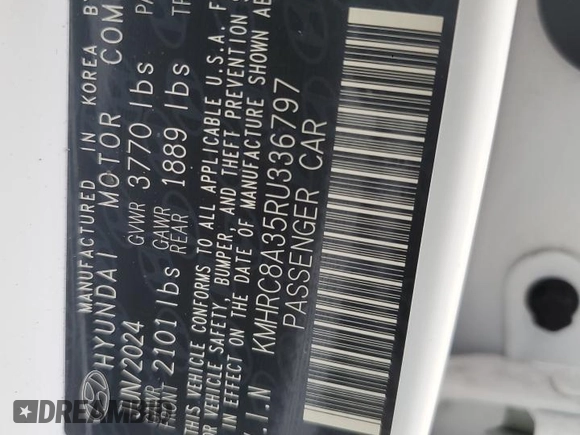 MANUFACTURED IN KOREA BY
HYUNDAI MOTOR COM
2024
GVWR 3770 lbs
2101 lbs GAWR REAR 1889 lbs
THIS VEHICLE CONFORMS TO ALL APPLICABLE U.S.A. F
VEHICLE SAFETY, BUMPER, AND THEFT PREVENTION S
IN EFFECT ON THE DATE OF MANUFACTURE SHOWN AB
V.I.N KMHRC8A35RU336797
PASSENGER CAR
DREAMBID